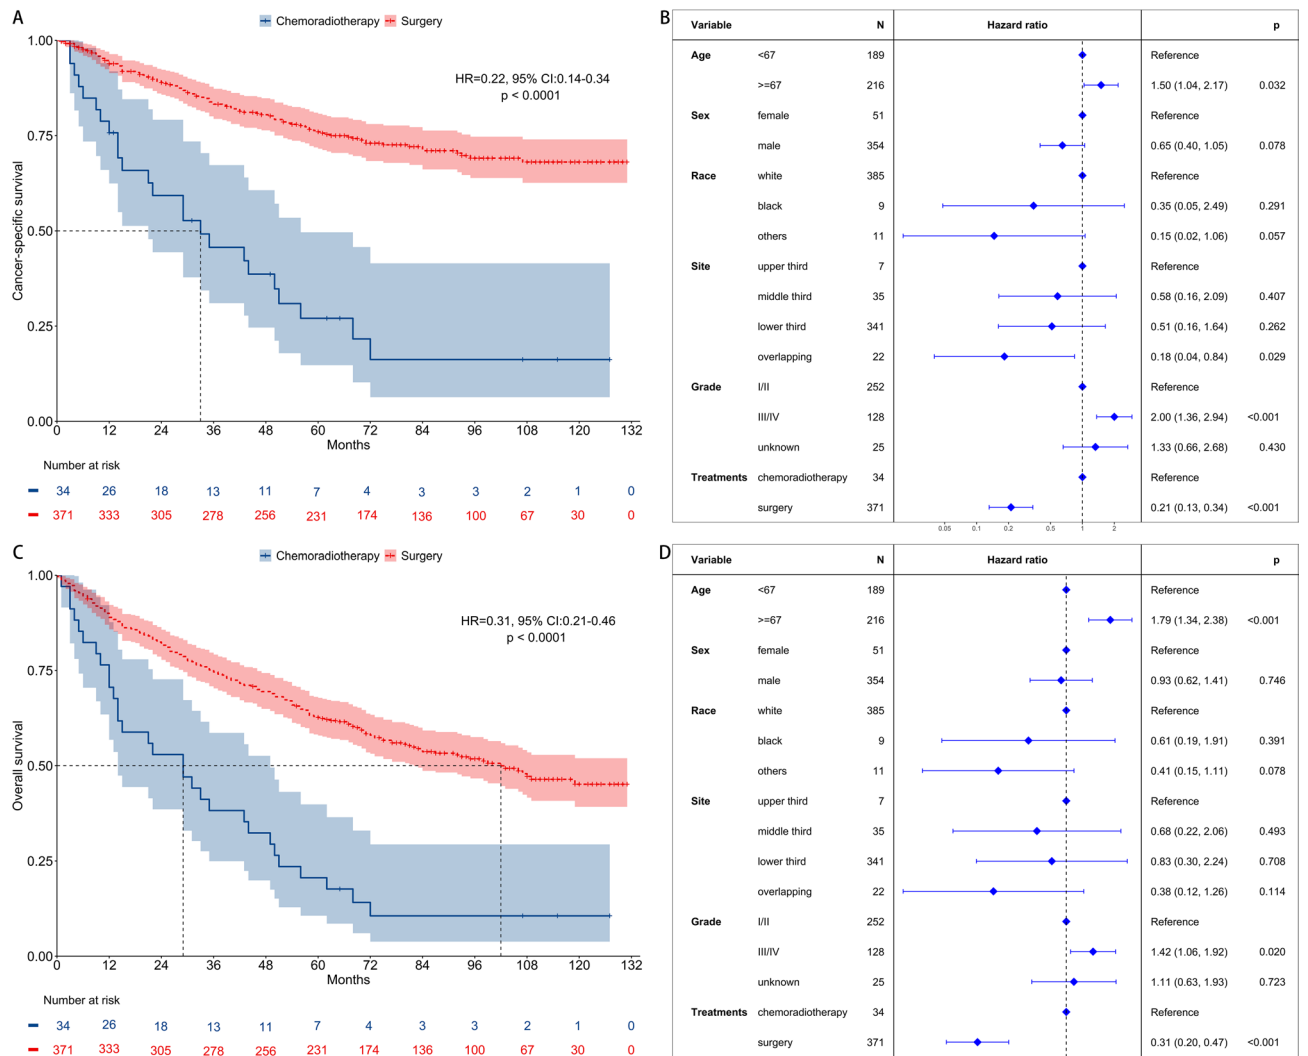 A
Chemoradiotherapy Surgery
1.00
0.75
0.50
0.25
0.00
Cancer-specific survival
HR=0.22, 95% CI:0.14-0.34
p < 0.0001
0 12 24 36 48 60 72 84 96 108 120 132
Months
Number at risk
34 26 18 13 11 7 4 3 3 2 1 0
371 333 305 278 256 231 174 136 100 67 30 0
B
Variable N Hazard ratio p
Age <67 189 Reference
>=67 216 1.50 (1.04, 2.17) 0.032
Sex female 51 Reference
male 354 0.65 (0.40, 1.05) 0.078
Race white 385 Reference
black 9 0.35 (0.05, 2.49) 0.291
others 11 0.15 (0.02, 1.06) 0.057
Site upper third 7 Reference
middle third 35 0.58 (0.16, 2.09) 0.407
lower third 341 0.51 (0.16, 1.64) 0.262
overlapping 22 0.18 (0.04, 0.84) 0.029
Grade I/II 252 Reference
III/IV 128 2.00 (1.36, 2.94) <0.001
unknown 25 1.33 (0.66, 2.68) 0.430
Treatments chemoradiotherapy 34 Reference
surgery 371 0.21 (0.13, 0.34) <0.001
0.05 0.1 0.2 0.5 1 2
C
Chemoradiotherapy Surgery
1.00
0.75
0.50
0.25
0.00
Overall survival
HR=0.31, 95% CI:0.21-0.46
p < 0.0001
0 12 24 36 48 60 72 84 96 108 120 132
Months
Number at risk
34 26 18 13 11 7 4 3 3 2 1 0
371 333 305 278 256 231 174 136 100 67 30 0
D
Variable N Hazard ratio p
Age <67 189 Reference
>=67 216 1.79 (1.34, 2.38) <0.001
Sex female 51 Reference
male 354 0.93 (0.62, 1.41) 0.746
Race white 385 Reference
black 9 0.61 (0.19, 1.91) 0.391
others 11 0.41 (0.15, 1.11) 0.078
Site upper third 7 Reference
middle third 35 0.68 (0.22, 2.06) 0.493
lower third 341 0.83 (0.30, 2.24) 0.708
overlapping 22 0.38 (0.12, 1.26) 0.114
Grade I/II 252 Reference
III/IV 128 1.42 (1.06, 1.92) 0.020
unknown 25 1.11 (0.63, 1.93) 0.723
Treatments chemoradiotherapy 34 Reference
surgery 371 0.31 (0.20, 0.47) <0.001